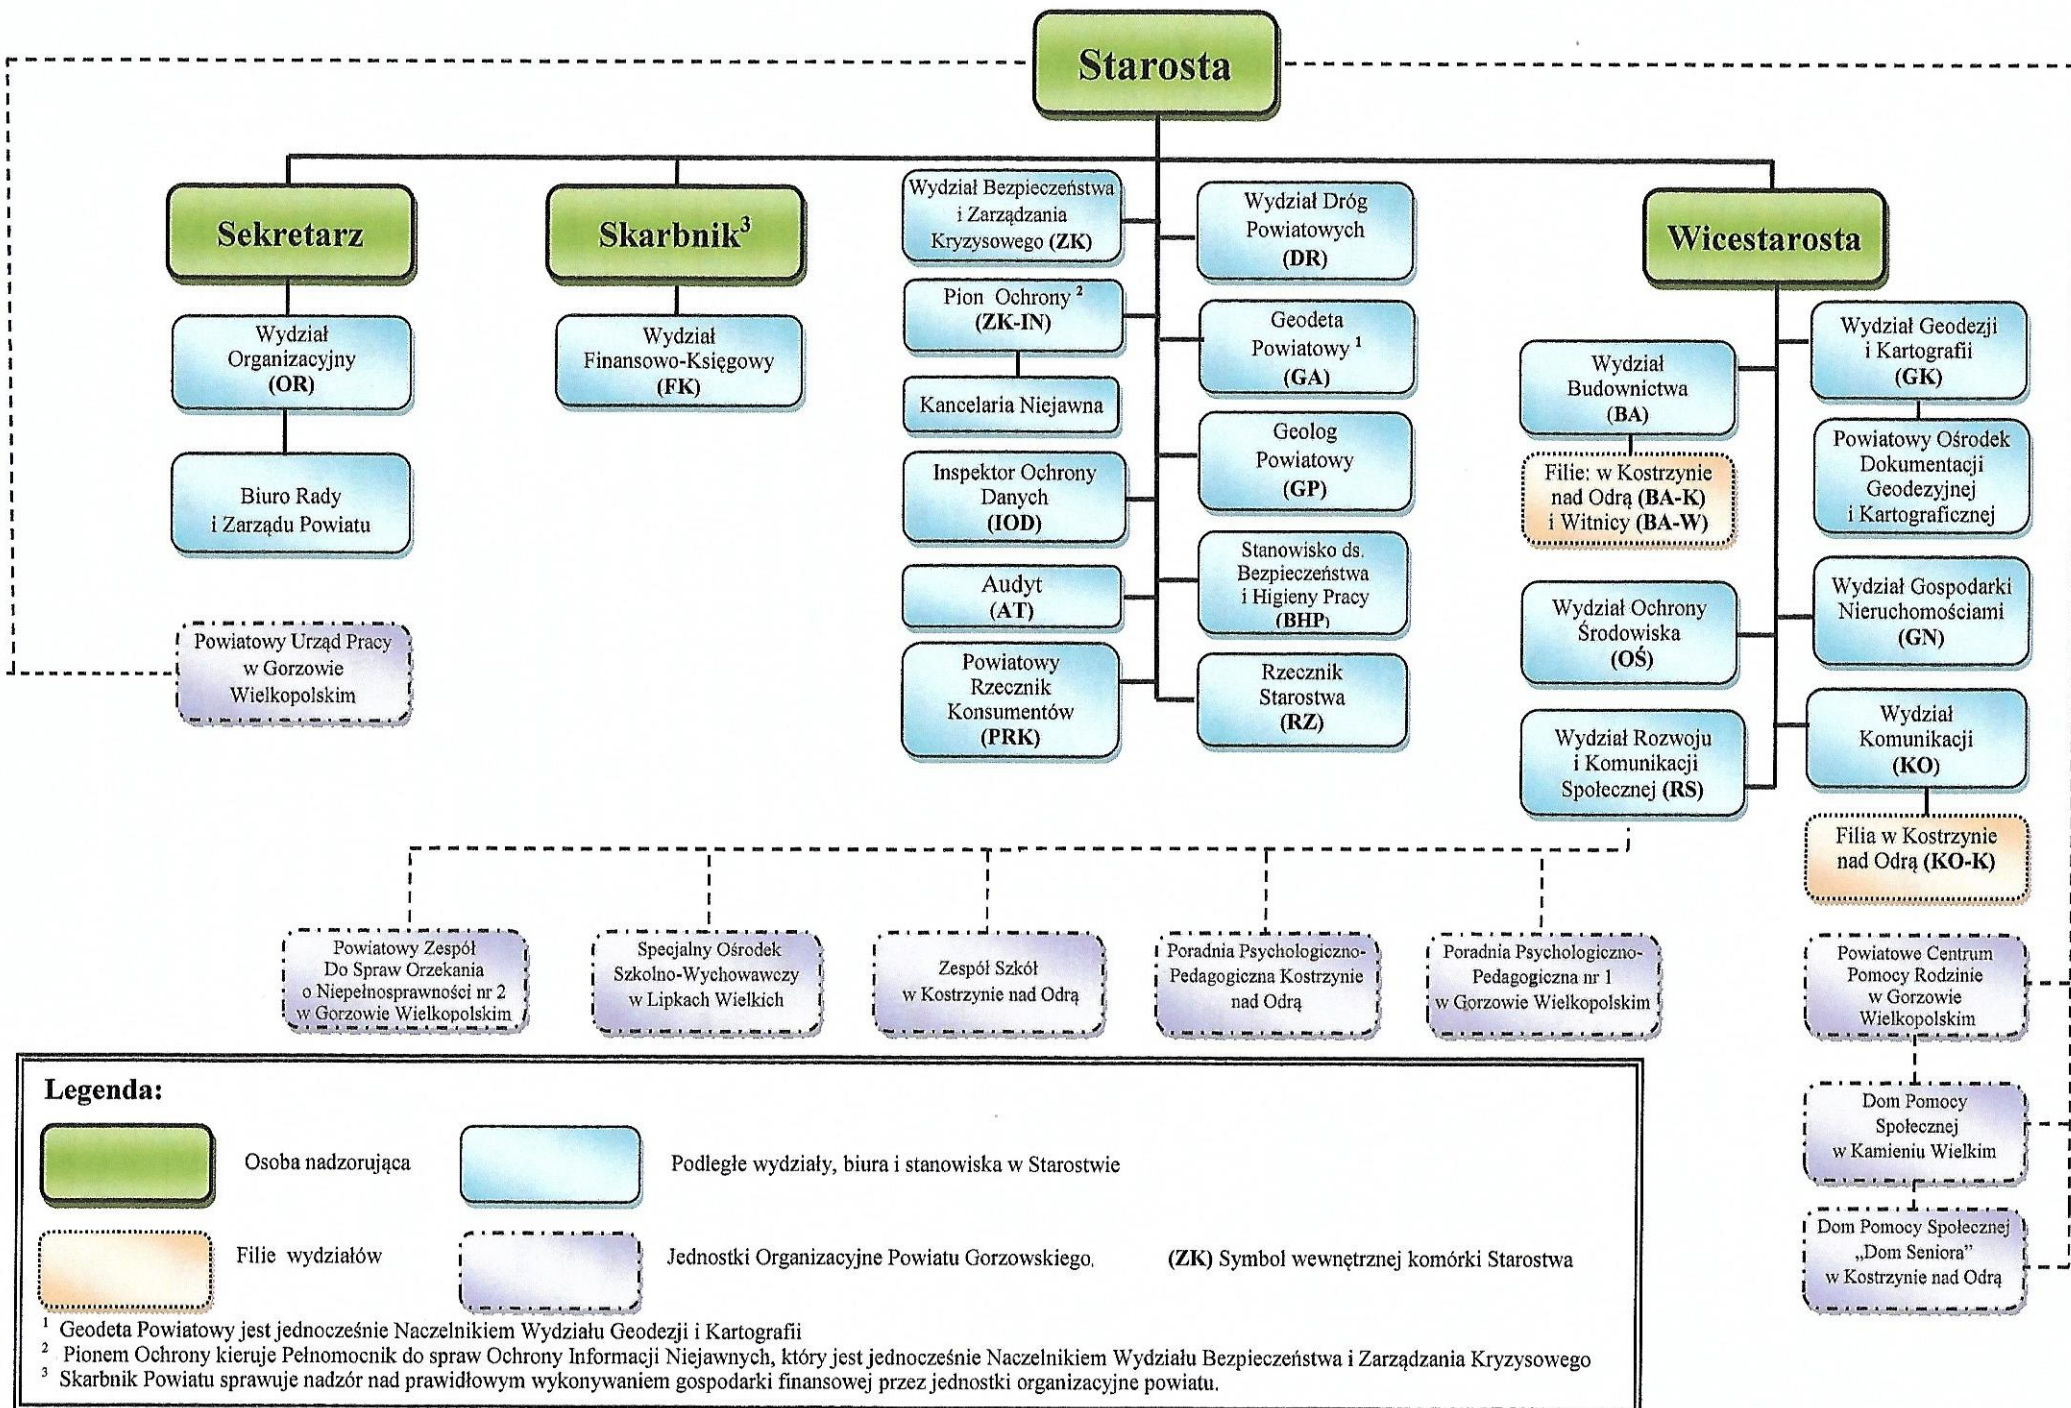 Starosta
Sekretarz
Skarbnik³
Wicestarosta
Wydział
Organizacyjny
(OR)
Biuro Rady
i Zarządu Powiatu
Powiatowy Urząd Pracy
w Gorzowie
Wielkopolskim
Wydział
Finansowo-Księgowy
(FK)
Wydział Bezpieczeństwa
i Zarządzania
Kryzysowego (ZK)
Pion Ochrony ²
(ZK-IN)
Kancelaria Niejawna
Inspektor Ochrony
Danych
(IOD)
Audyt
(AT)
Powiatowy
Rzecznik
Konsumentów
(PRK)
Wydział Dróg
Powiatowych
(DR)
Geodeta
Powiatowy ¹
(GA)
Geolog
Powiatowy
(GP)
Stanowisko ds.
Bezpieczeństwa
i Higieny Pracy
(BHP)
Rzecznik
Starostwa
(RZ)
Wydział
Budownictwa
(BA)
Filie: w Kostrzynie
nad Odrą (BA-K)
i Witnicy (BA-W)
Wydział Ochrony
Środowiska
(OŚ)
Wydział Rozwoju
i Komunikacji
Społecznej (RS)
Wydział Geodezji
i Kartografii
(GK)
Powiatowy Ośrodek
Dokumentacji
Geodezyjnej
i Kartograficznej
Wydział Gospodarki
Nieruchomościami
(GN)
Wydział
Komunikacji
(KO)
Filia w Kostrzynie
nad Odrą (KO-K)
Powiatowy Zespół
Do Spraw Orzekania
o Niepełnosprawności nr 2
w Gorzowie Wielkopolskim
Specjalny Ośrodek
Szkolno-Wychowawczy
w Lipkach Wielkich
Zespół Szkół
w Kostrzynie nad Odrą
Poradnia Psychologiczno-
Pedagogiczna Kostrzynie
nad Odrą
Poradnia Psychologiczno-
Pedagogiczna nr 1
w Gorzowie Wielkopolskim
Powiatowe Centrum
Pomocy Rodzinie
w Gorzowie
Wielkopolskim
Dom Pomocy
Społecznej
w Kamieniu Wielkim
Dom Pomocy Społecznej
„Dom Seniora”
w Kostrzynie nad Odrą
Legenda:
Osoba nadzorująca
Podległe wydziały, biura i stanowiska w Starostwie
Filie wydziałów
Jednostki Organizacyjne Powiatu Gorzowskiego.
(ZK) Symbol wewnętrznej komórki Starostwa
¹ Geodeta Powiatowy jest jednocześnie Naczelnikiem Wydziału Geodezji i Kartografii
² Pionem Ochrony kieruje Pełnomocnik do spraw Ochrony Informacji Niejawnych, który jest jednocześnie Naczelnikiem Wydziału Bezpieczeństwa i Zarządzania Kryzysowego
³ Skarbnik Powiatu sprawuje nadzór nad prawidłowym wykonywaniem gospodarki finansowej przez jednostki organizacyjne powiatu.